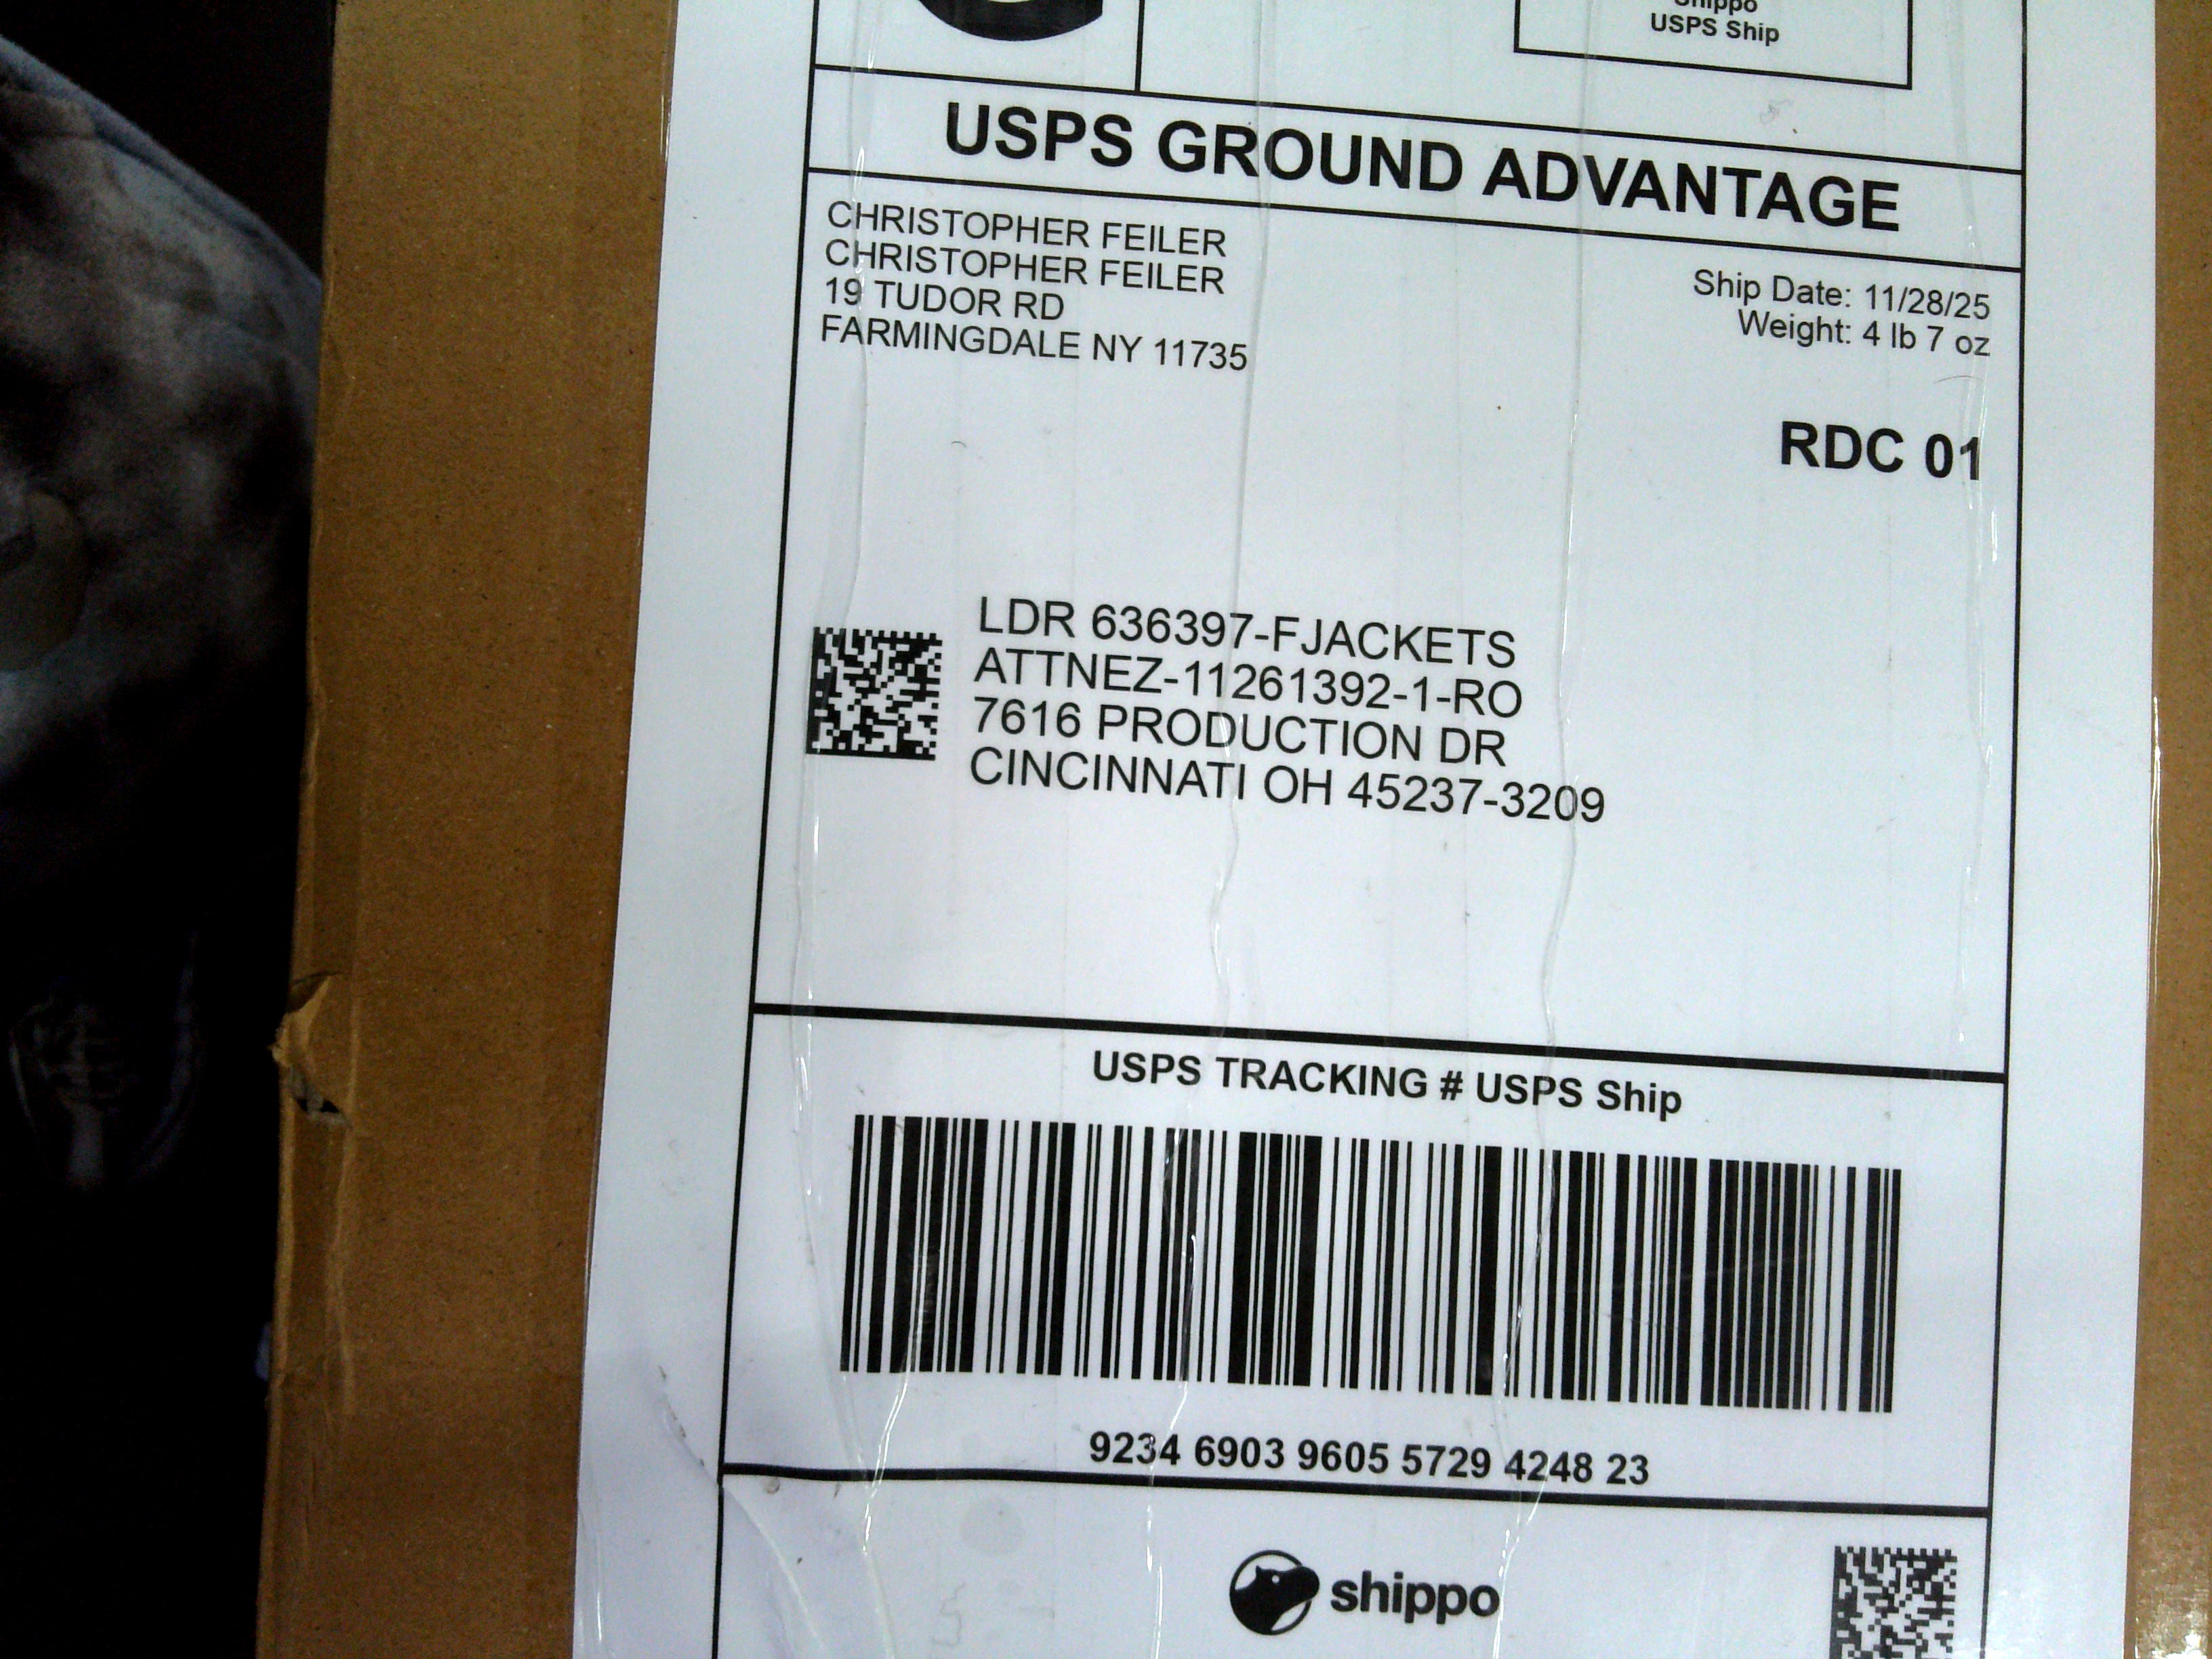 Shippo
USPS Ship
USPS GROUND ADVANTAGE
CHRISTOPHER FEILER
CHRISTOPHER FEILER
19 TUDOR RD
FARMINGDALE NY 11735
Ship Date: 11/28/25
Weight: 4 lb 7 oz
RDC 01
LDR 636397-FJACKETS
ATTNEZ-11261392-1-RO
7616 PRODUCTION DR
CINCINNATI OH 45237-3209
USPS TRACKING # USPS Ship
9234 6903 9605 5729 4248 23
shippo